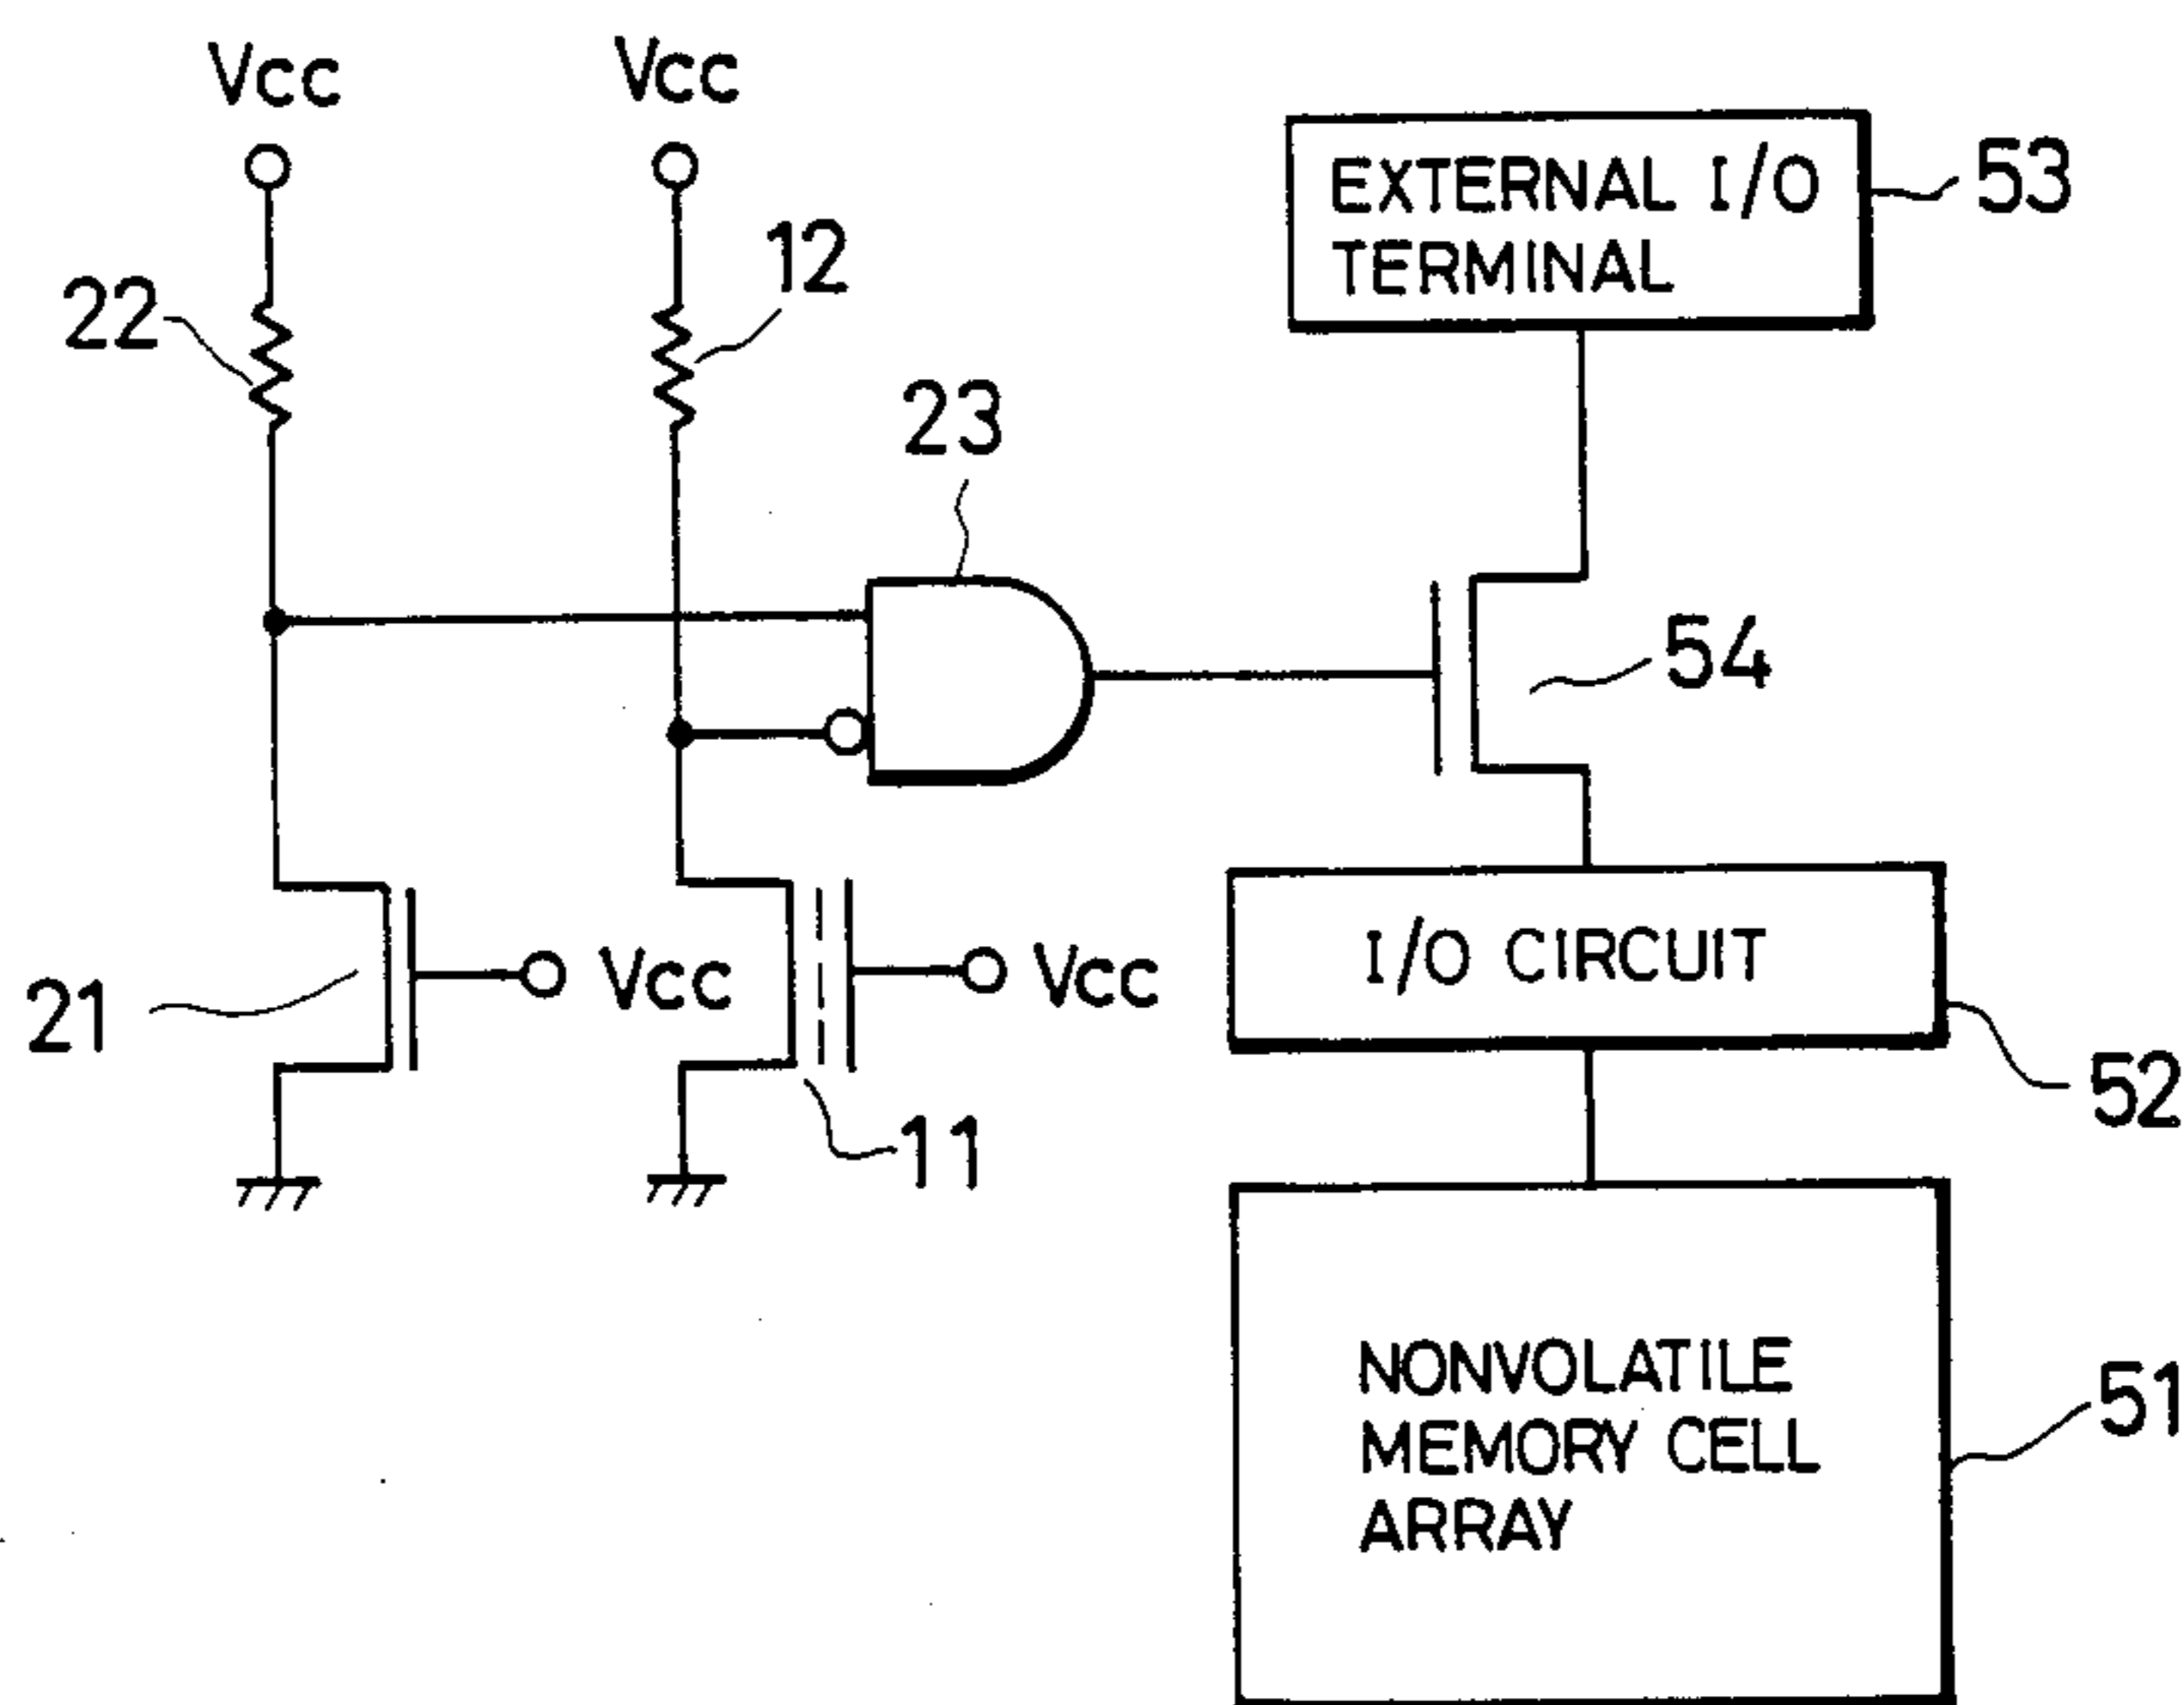 Vcc
Vcc
EXTERNAL I/O
TERMINAL
53
12
22
23
54
I/O CIRCUIT
Vcc
Vcc
21
52
11
NONVOLATILE
MEMORY CELL
ARRAY
51